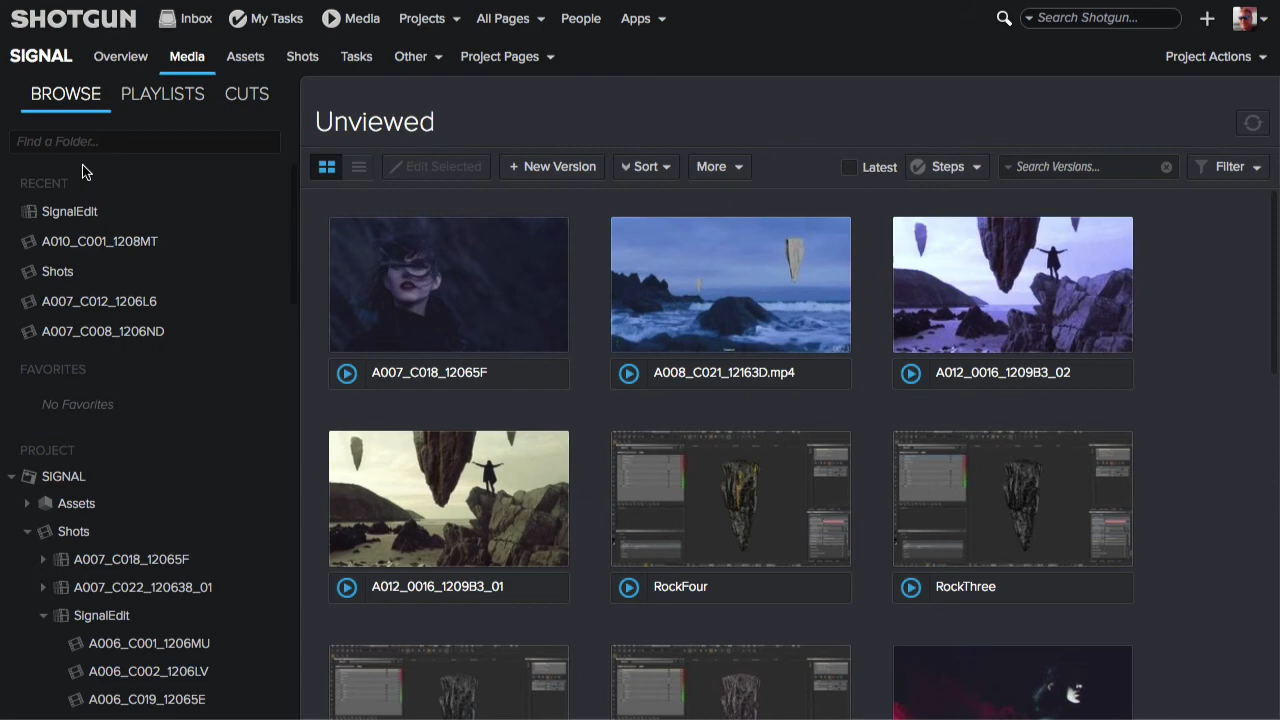 SHOTGUN Inbox My Tasks Media Projects All Pages People Apps Search Shotgun...
SIGNAL Overview Media Assets Shots Tasks Other Project Pages Project Actions
BROWSE PLAYLISTS CUTS
Find a Folder...
RECENT
SIgnalEdit
A010_C001_1208MT
Shots
A007_C012_1206L6
A007_C008_1206ND
FAVORITES
No Favorites
PROJECT
SIGNAL
Assets
Shots
A007_C018_12065F
A007_C022_120638_01
SIgnalEdit
A006_C001_1206MU
A006_C002_1206LV
A006_C019_12065E
Unviewed
Edit Selected + New Version Sort More Latest Steps Search Versions... Filter
A007_C018_12065F
A008_C021_12163D.mp4
A012_0016_1209B3_02
A012_0016_1209B3_01
RockFour
RockThree